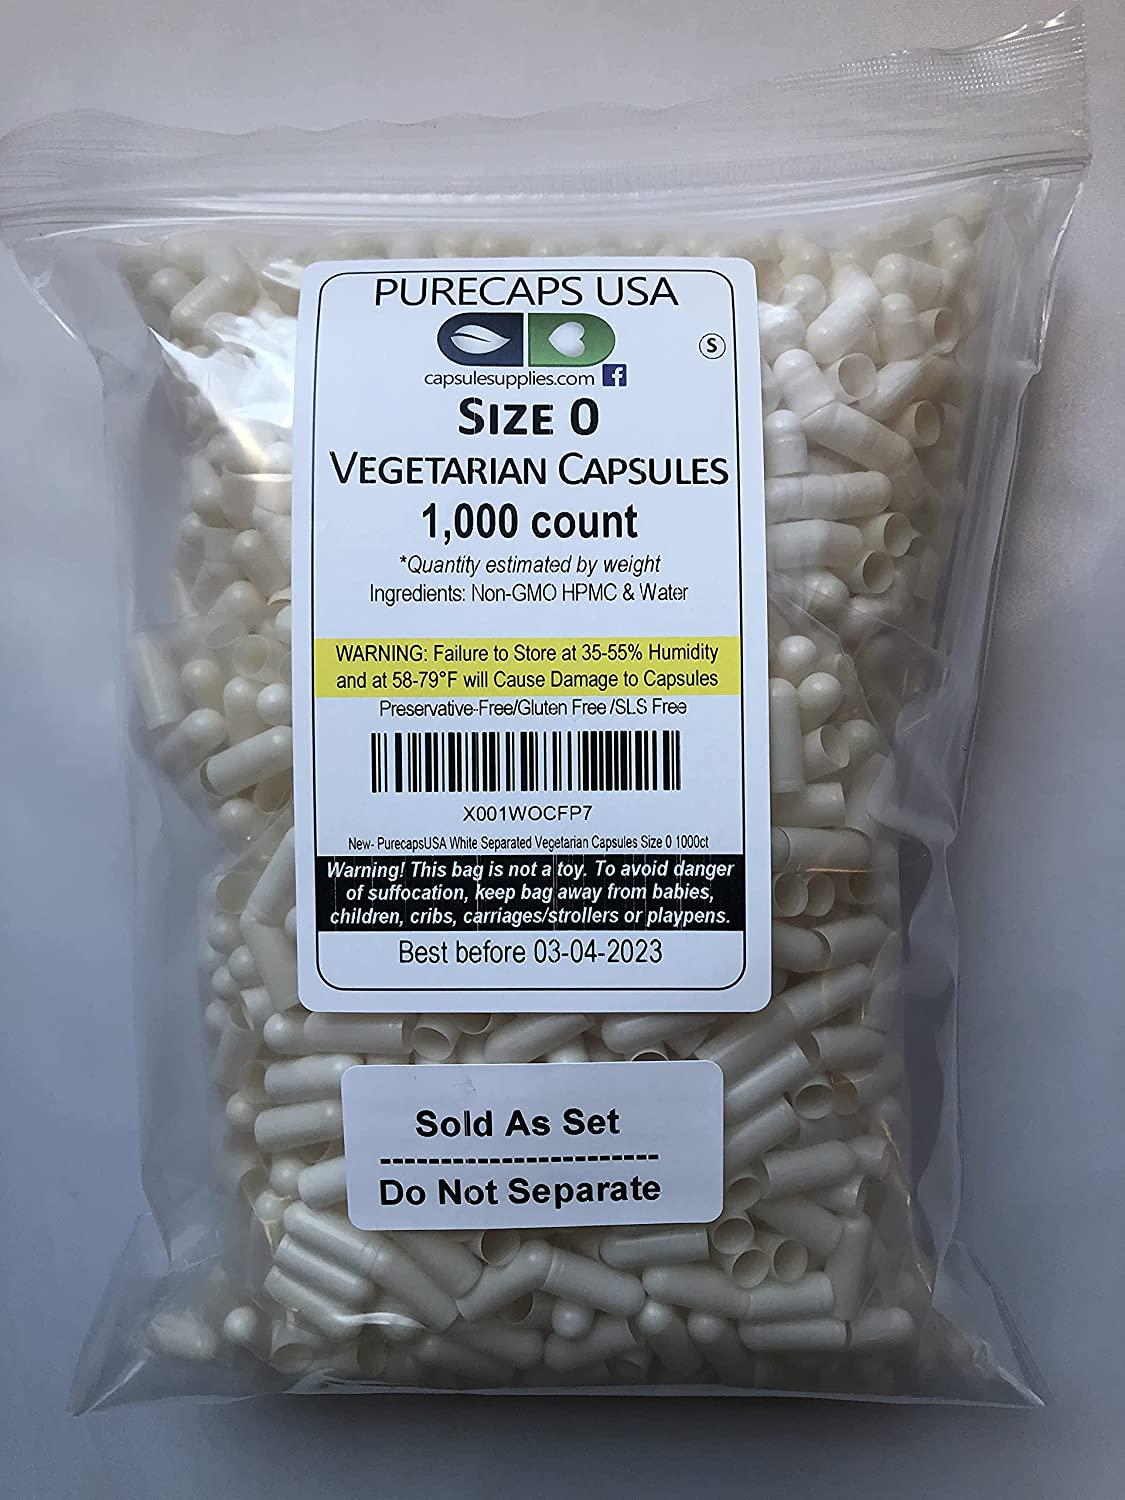 PURECAPS USA
S
capsulesupplies.com f
SIZE 0
VEGETARIAN CAPSULES
1,000 count
*Quantity estimated by weight
Ingredients: Non-GMO HPMC & Water
WARNING: Failure to Store at 35-55% Humidity
and at 58-79°F will Cause Damage to Capsules
Preservative-Free/Gluten Free /SLS Free
X001WOCFP7
New- PurecapsUSA White Separated Vegetarian Capsules Size 0 1000ct
Warning! This bag is not a toy. To avoid danger
of suffocation, keep bag away from babies,
children, cribs, carriages/strollers or playpens.
Best before 03-04-2023
Sold As Set
-----------------------
Do Not Separate